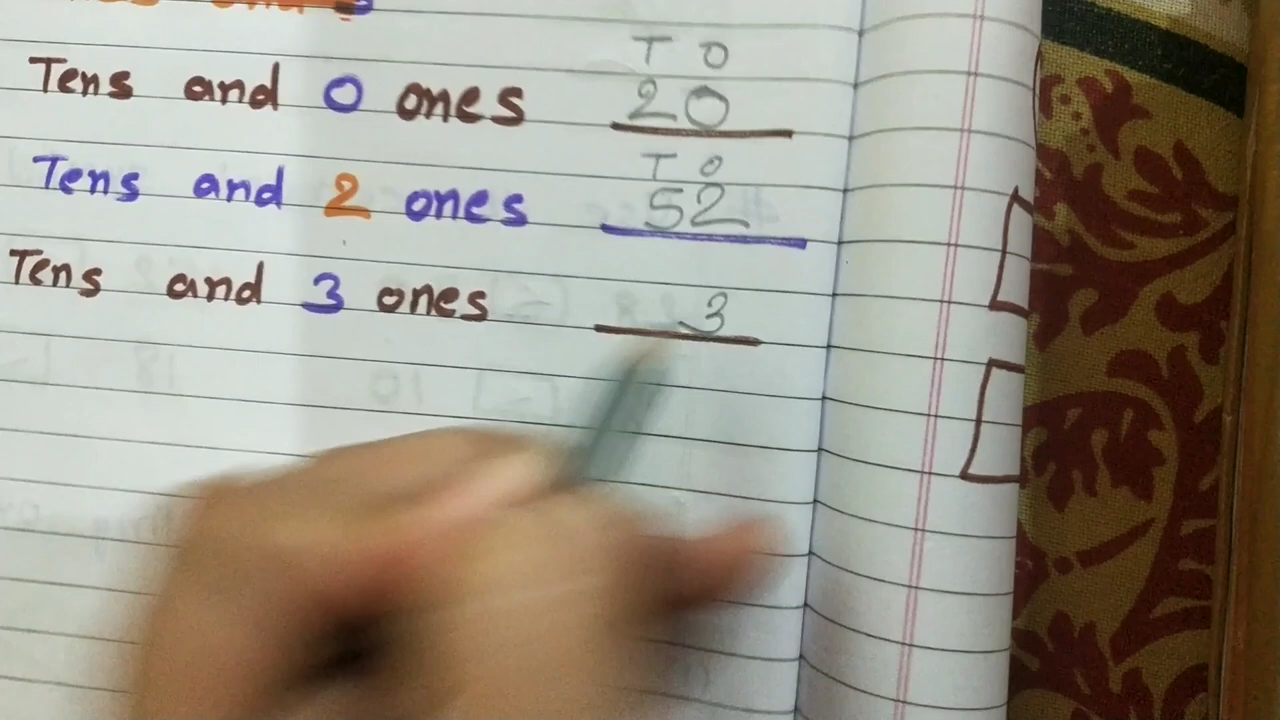 T O
Tens and 0 ones 20
T O
Tens and 2 ones 52
Tens and 3 ones 3